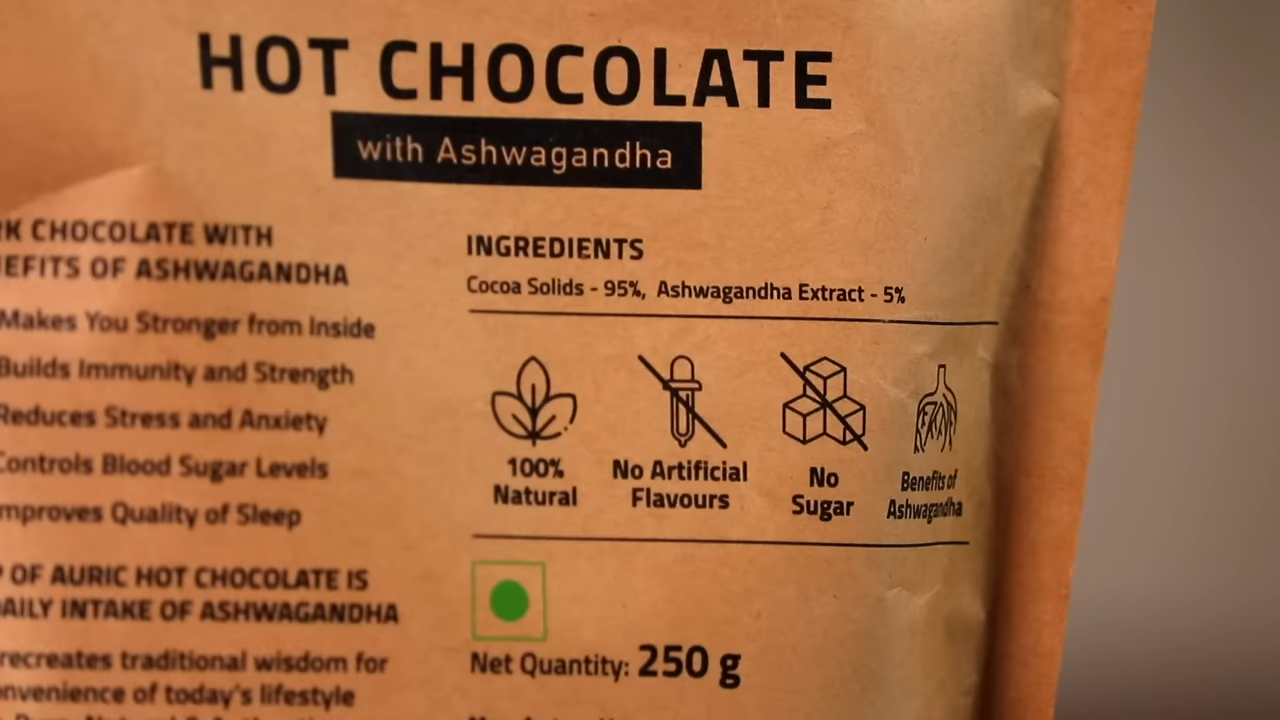 HOT CHOCOLATE
with Ashwagandha
CHOCOLATE WITH
OF ASHWAGANDHA
Makes You Stronger from Inside
Builds Immunity and Strength
Reduces Stress and Anxiety
Controls Blood Sugar Levels
mproves Quality of Sleep
OF AURIC HOT CHOCOLATE IS
INTAKE OF ASHWAGANDHA
recreates traditional wisdom for
of today's lifestyle
INGREDIENTS
Cocoa Solids - 95%, Ashwagandha Extract - 5%
100%
Natural
No Artificial
Flavours
No
Sugar
Benefits of
Ashwagandha
Net Quantity: 250 g